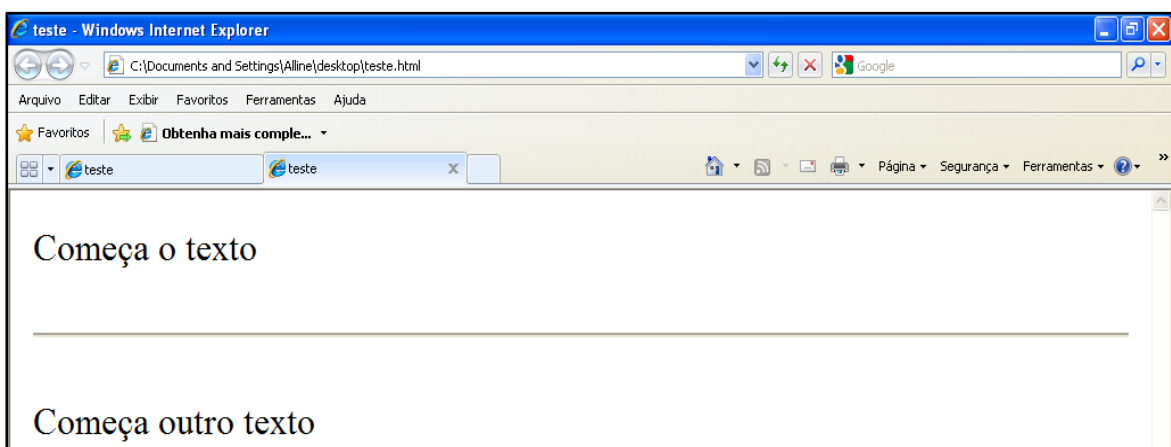 teste - Windows Internet Explorer
C:\Documents and Settings\Alline\desktop\teste.html
Google
Arquivo Editar Exibir Favoritos Ferramentas Ajuda
Favoritos Obtenha mais comple...
teste teste x Página Segurança Ferramentas »
Começa o texto
Começa outro texto